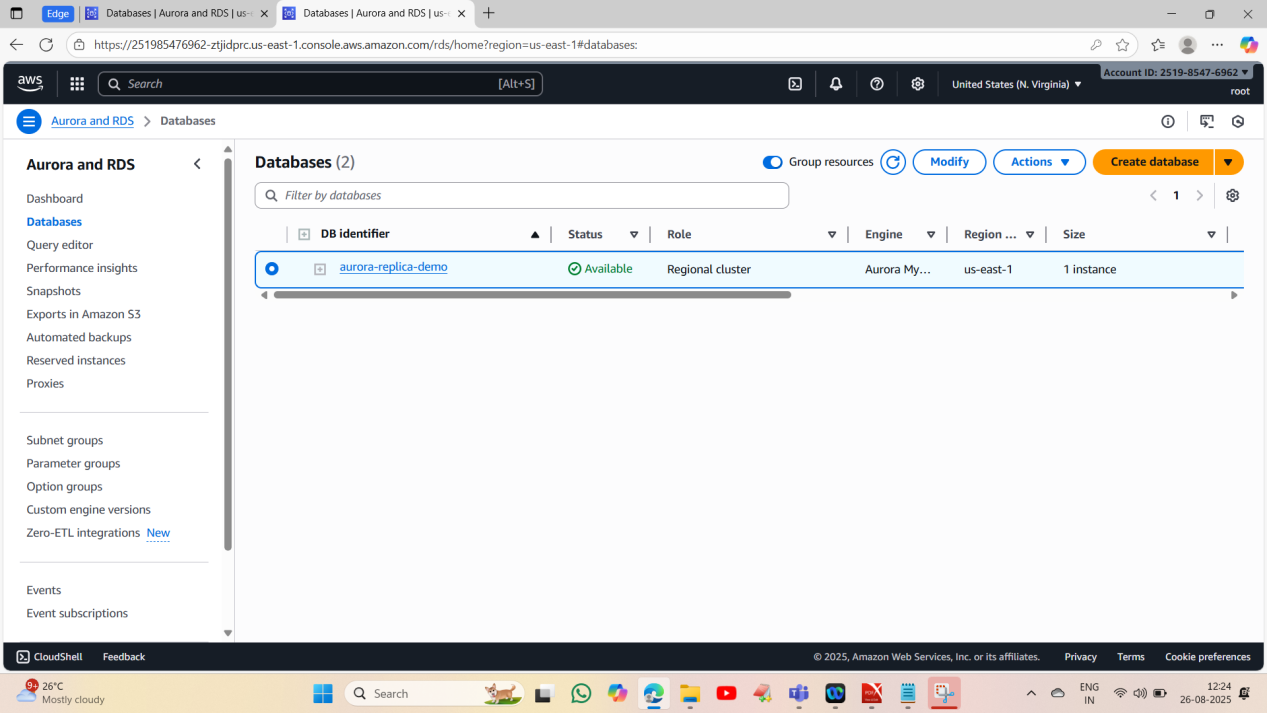 Edge
Databases | Aurora and RDS | us-
Databases | Aurora and RDS | us-
https://251985476962-ztjidprc.us-east-1.console.aws.amazon.com/rds/home?region=us-east-1#databases:
aws
Search
[Alt+S]
United States (N. Virginia)
Account ID: 2519-8547-6962
root
Aurora and RDS
Databases
Aurora and RDS
Dashboard
Databases
Query editor
Performance insights
Snapshots
Exports in Amazon S3
Automated backups
Reserved instances
Proxies
Subnet groups
Parameter groups
Option groups
Custom engine versions
Zero-ETL integrations New
Events
Event subscriptions
Databases (2)
Group resources
Modify
Actions
Create database
Filter by databases
1
DB identifier Status Role Engine Region ... Size
aurora-replica-demo Available Regional cluster Aurora My... us-east-1 1 instance
CloudShell Feedback
© 2025, Amazon Web Services, Inc. or its affiliates. Privacy Terms Cookie preferences
9+
26°C
Mostly cloudy
Search
ENG
IN
12:24
26-08-2025